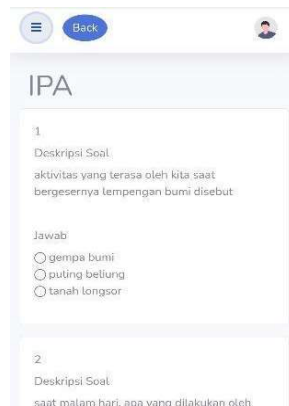 Back
IPA
1
Deskripsi Soal
aktivitas yang terasa oleh kita saat
bergesernya lempengan bumi disebut
Jawab
gempa bumi
puting beliung
tanah longsor
2
Deskripsi Soal
saat malam hari, apa yang dilakukan oleh